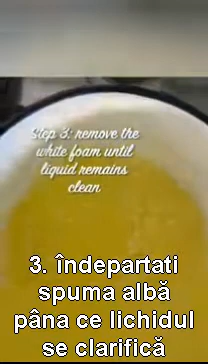 Step 3: remove the
white foam until
liquid remains
clean
3. îndepartati
spuma albă
pâna ce lichidul
se clarifică